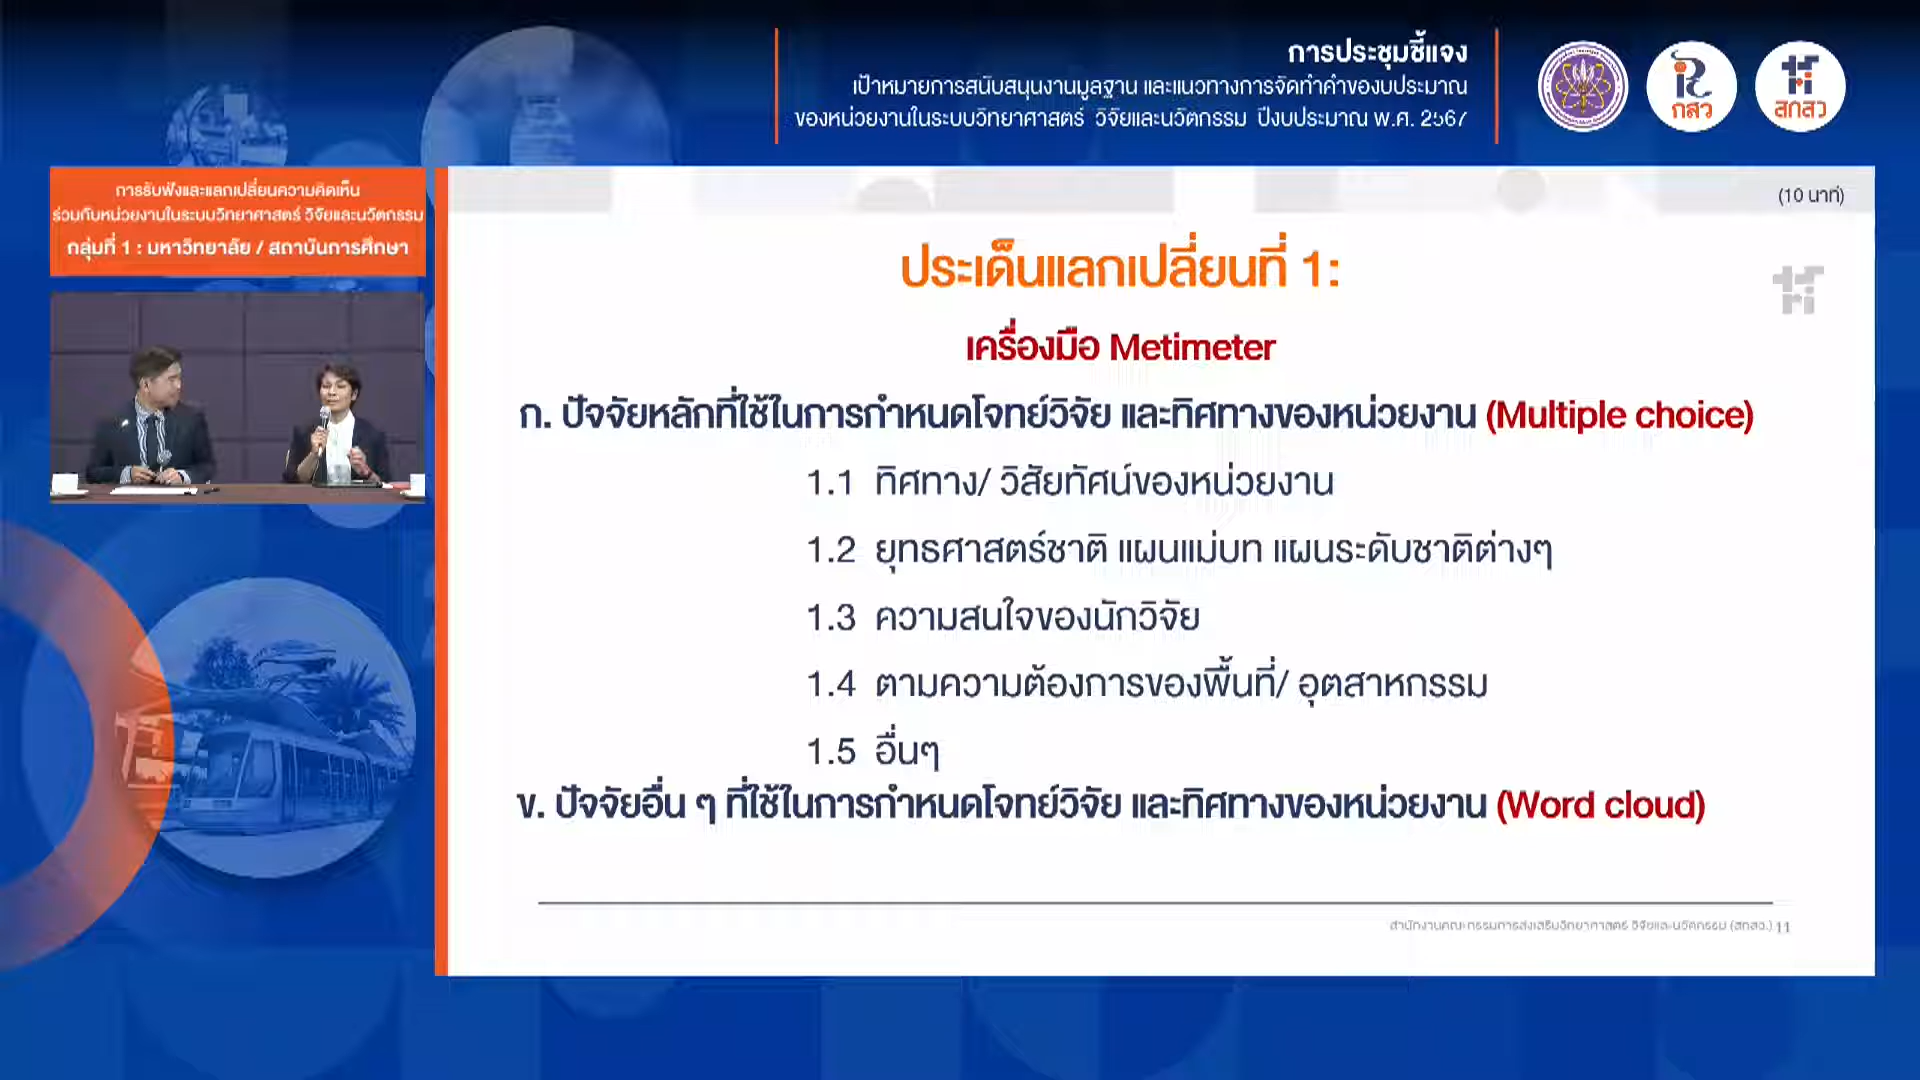 การประชุมชี้แจง
เป้าหมายการสนับสนุนงานมูลฐาน และแนวทางการจัดทำคำของบประมาณ
ของหน่วยงานในระบบวิทยาศาสตร์ วิจัยและนวัตกรรม ปีงบประมาณ พ.ศ. 2567
กสว
สกสว
การรับฟังและแลกเปลี่ยนความคิดเห็น
ร่วมกับหน่วยงานในระบบวิทยาศาสตร์ วิจัยและนวัตกรรม
กลุ่มที่ 1 : มหาวิทยาลัย / สถาบันการศึกษา
(10 นาที)
ประเด็นแลกเปลี่ยนที่ 1:
เครื่องมือ Metimeter
ก. ปัจจัยหลักที่ใช้ในการกำหนดโจทย์วิจัย และทิศทางของหน่วยงาน (Multiple choice)
1.1 ทิศทาง/ วิสัยทัศน์ของหน่วยงาน
1.2 ยุทธศาสตร์ชาติ แผนแม่บท แผนระดับชาติต่างๆ
1.3 ความสนใจของนักวิจัย
1.4 ตามความต้องการของพื้นที่/ อุตสาหกรรม
1.5 อื่นๆ
ข. ปัจจัยอื่น ๆ ที่ใช้ในการกำหนดโจทย์วิจัย และทิศทางของหน่วยงาน (Word cloud)
สำนักงานคณะกรรมการส่งเสริมวิทยาศาสตร์ วิจัยและนวัตกรรม (สกสว.) 11